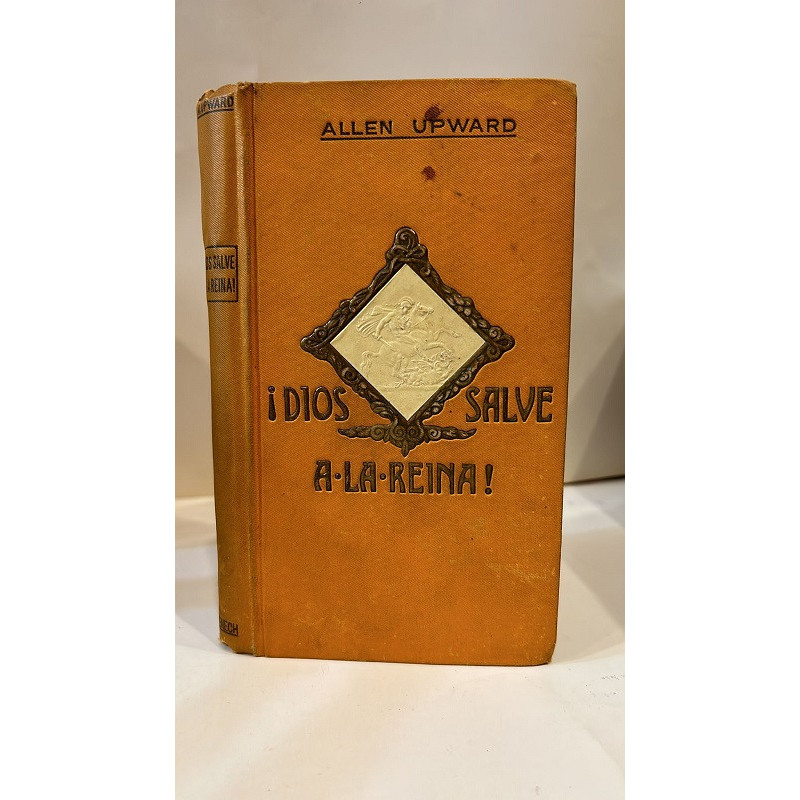 ALLEN UPWARD
¡DIOS SALVE
A·LA·REINA!
UPWARD
SALVE
REINA!